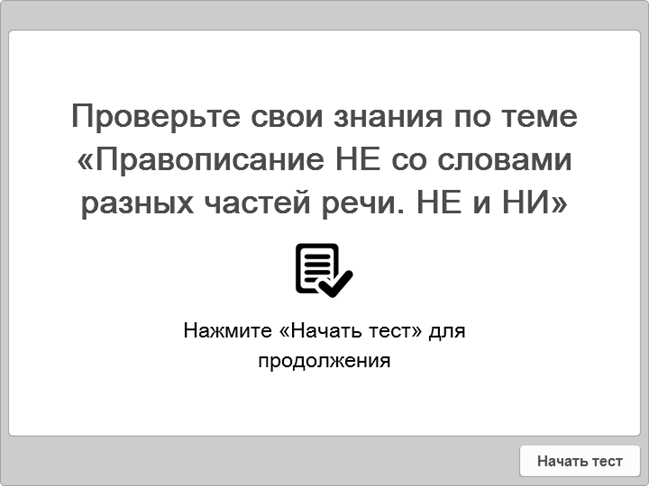 Проверьте свои знания по теме
«Правописание НЕ со словами
разных частей речи. НЕ и НИ»
Нажмите «Начать тест» для
продолжения
Начать тест